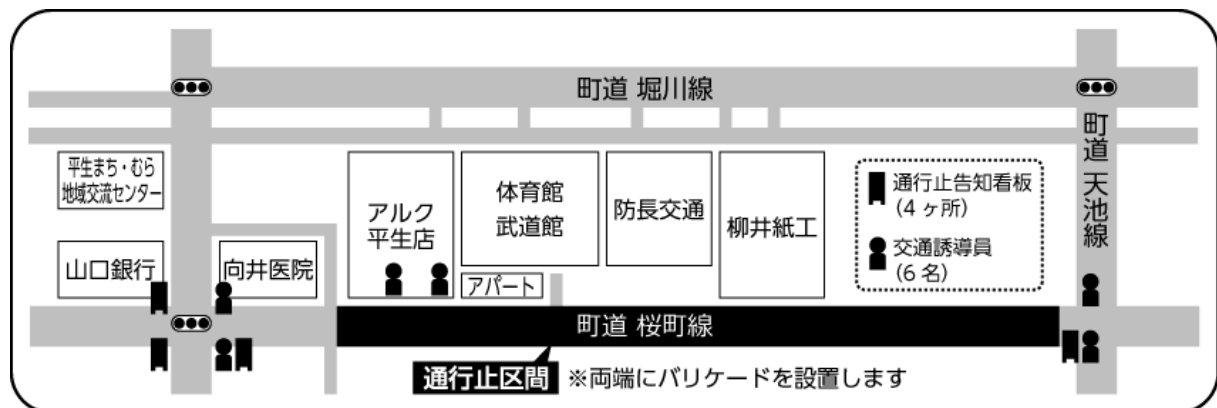 町道 堀川線
町道 天池線
平生まち・むら
地域交流センター
アルク
平生店
体育館
武道館
防長交通
柳井紙工
通行止告知看板
(4 ヶ所)
交通誘導員
(6 名)
山口銀行
向井医院
アパート
町道 桜町線
通行止区間 ※両端にバリケードを設置します